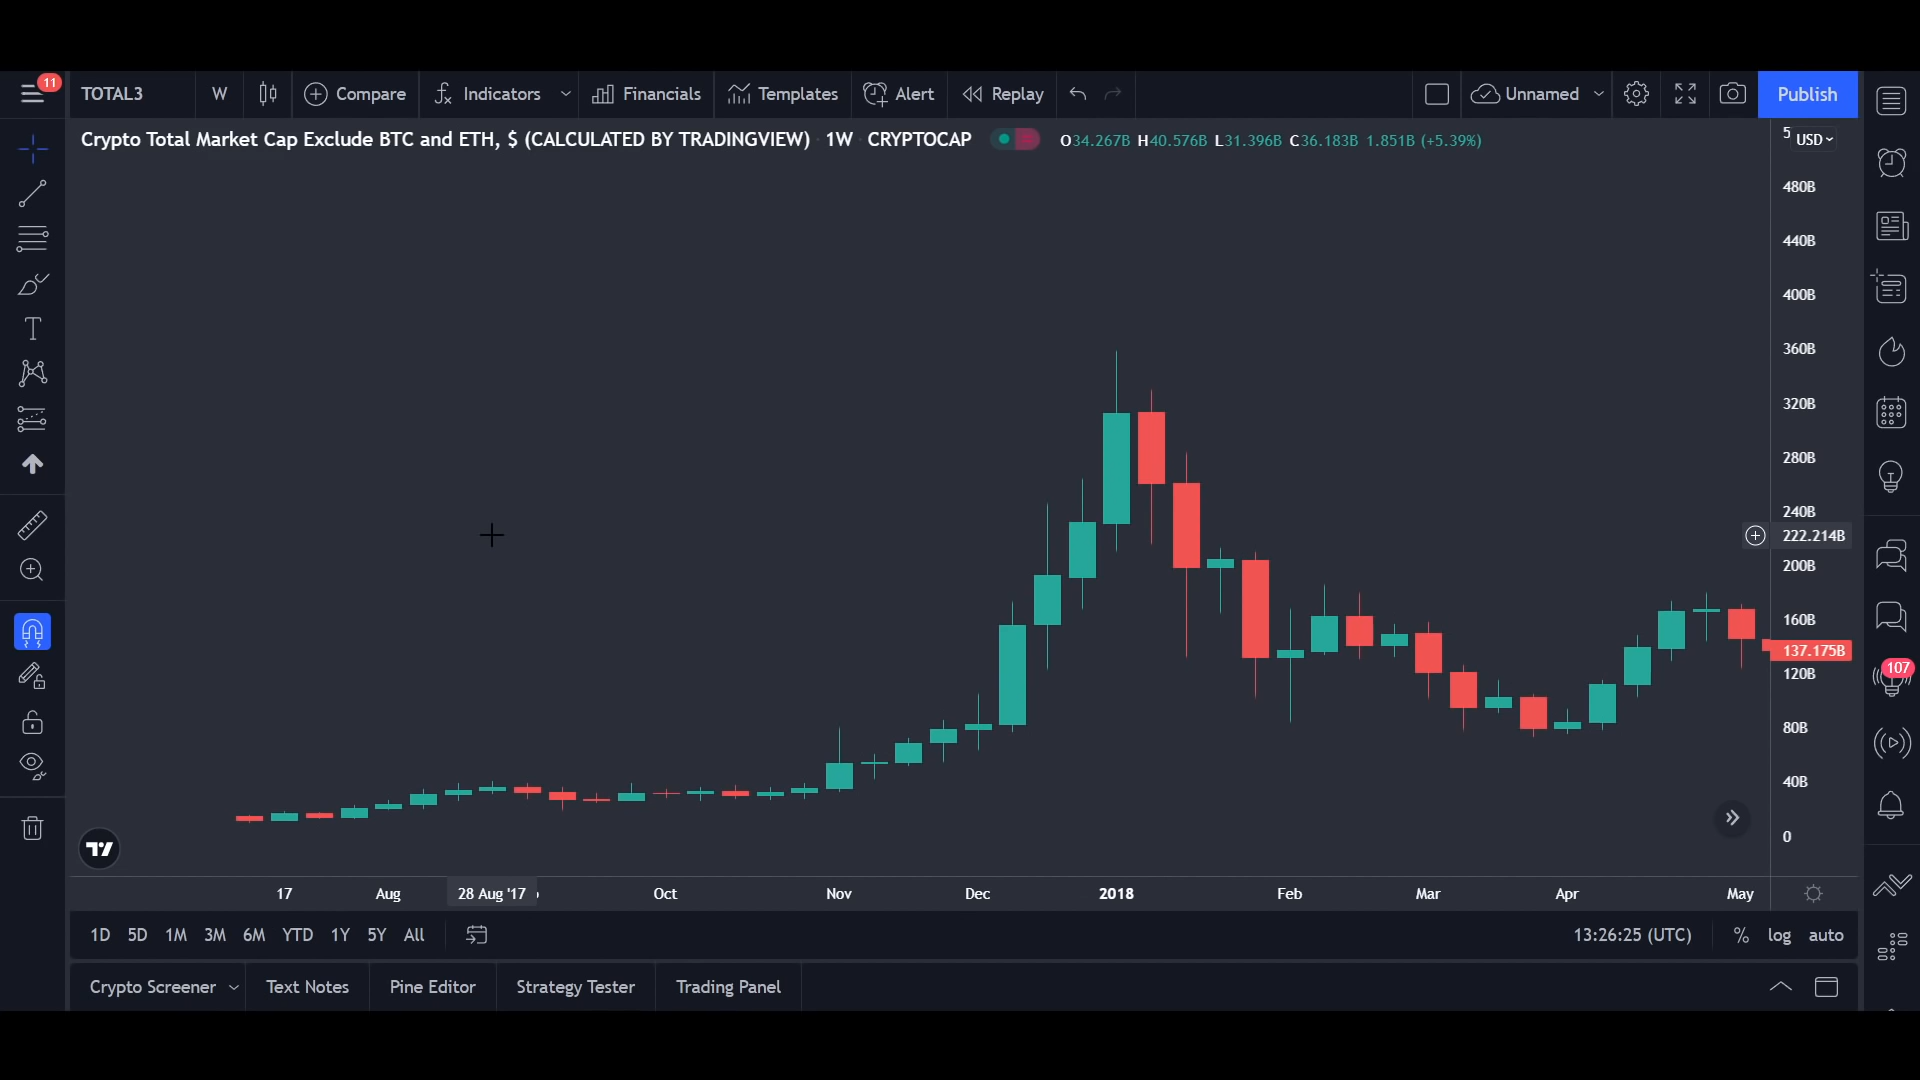 11 TOTAL3 W Compare Indicators Financials Templates Alert Replay Unnamed Publish
Crypto Total Market Cap Exclude BTC and ETH, $ (CALCULATED BY TRADINGVIEW) 1W CRYPTOCAP O34.267B H40.576B L31.396B C36.183B 1.851B (+5.39%)
5 USD
480B
440B
400B
360B
320B
280B
240B
222.214B
200B
160B
137.175B
107
120B
80B
40B
0
17 Aug 28 Aug '17 Oct Nov Dec 2018 Feb Mar Apr May
1D 5D 1M 3M 6M YTD 1Y 5Y All 13:26:25 (UTC) % log auto
Crypto Screener Text Notes Pine Editor Strategy Tester Trading Panel